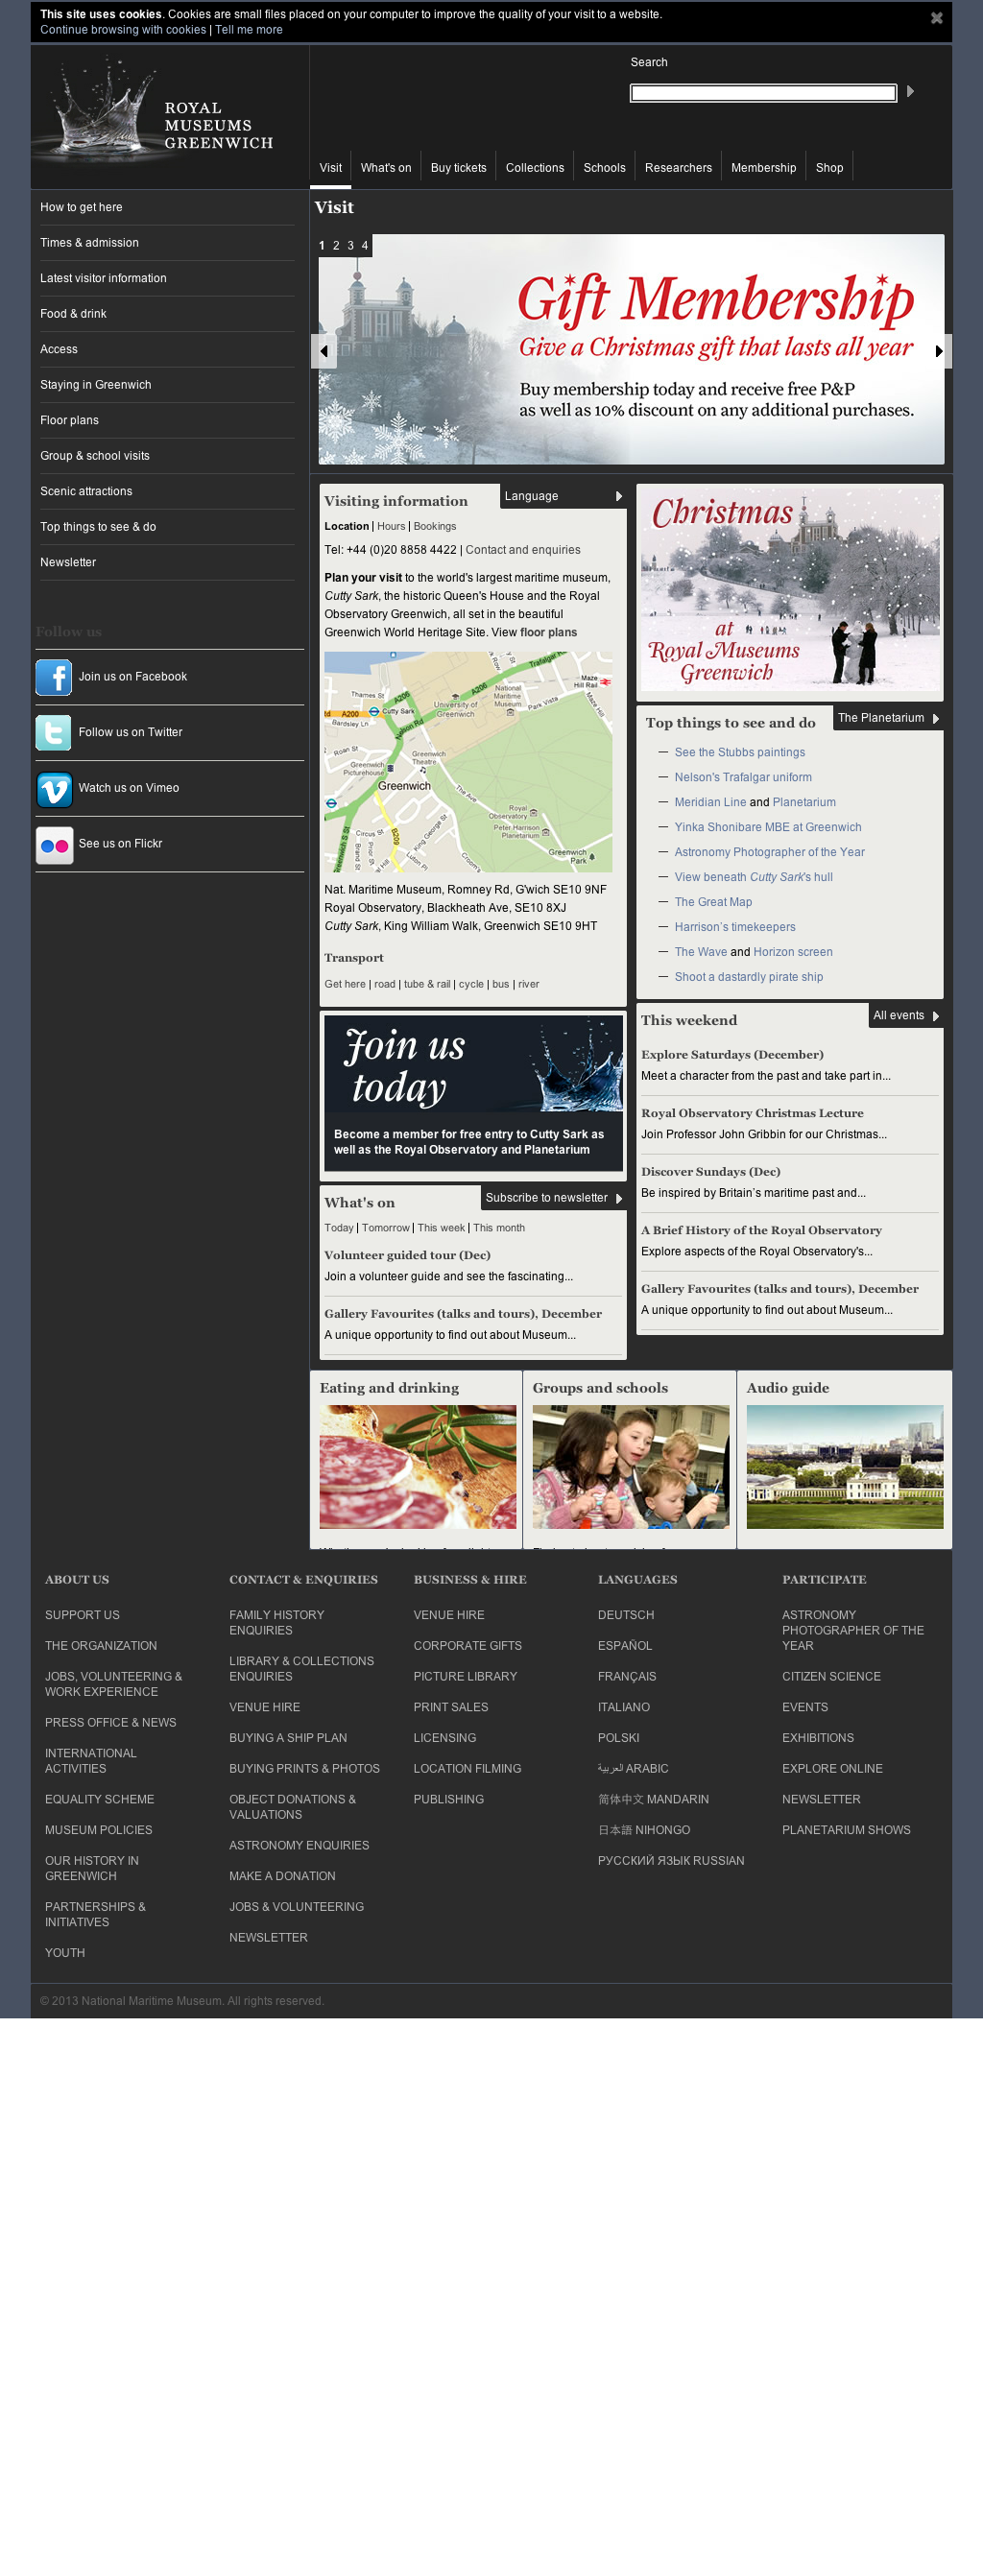 This site uses cookies. Cookies are small files placed on your computer to improve the quality of your visit to a website.
Continue browsing with cookies | Tell me more
ROYAL
MUSEUMS
GREENWICH
Search
Visit
What's on
Buy tickets
Collections
Schools
Researchers
Membership
Shop
How to get here
Times & admission
Latest visitor information
Food & drink
Access
Staying in Greenwich
Floor plans
Group & school visits
Scenic attractions
Top things to see & do
Newsletter
Follow us
Join us on Facebook
Follow us on Twitter
Watch us on Vimeo
See us on Flickr
Visit
1 2 3 4
Gift Membership
Give a Christmas gift that lasts all year
Buy membership today and receive free P&P
as well as 10% discount on any additional purchases.
Visiting information
Language
Location | Hours | Bookings
Tel: +44 (0)20 8858 4422 | Contact and enquiries
Plan your visit to the world's largest maritime museum,
Cutty Sark, the historic Queen's House and the Royal
Observatory Greenwich, all set in the beautiful
Greenwich World Heritage Site. View floor plans
Trafalgar Road
Maze
Hill Rail
Thames St
A206
National
Maritime
Museum
Park Vista
Maze Hill
A200
Cutty Sark
University of
Greenwich
Nelson Rd
A206
Roan St
Greenwich
Picturehouse
Greenwich
Theatre
Greenwich
The Ave
Royal
Observatory
Peter Harrison
Planetarium
Circus St
Brand St
Prior St
Luton Pl
King George St
B209
Greenwich
Park
Greenwich High St
Nat. Maritime Museum, Romney Rd, G'wich SE10 9NF
Royal Observatory, Blackheath Ave, SE10 8XJ
Cutty Sark, King William Walk, Greenwich SE10 9HT
Transport
Get here | road | tube & rail | cycle | bus | river
Join us
today
Become a member for free entry to Cutty Sark as
well as the Royal Observatory and Planetarium
What's on
Subscribe to newsletter
Today | Tomorrow | This week | This month
Volunteer guided tour (Dec)
Join a volunteer guide and see the fascinating...
Gallery Favourites (talks and tours), December
A unique opportunity to find out about Museum...
Christmas
at
Royal Museums
Greenwich
Top things to see and do
The Planetarium
— See the Stubbs paintings
— Nelson's Trafalgar uniform
— Meridian Line and Planetarium
— Yinka Shonibare MBE at Greenwich
— Astronomy Photographer of the Year
— View beneath Cutty Sark's hull
— The Great Map
— Harrison's timekeepers
— The Wave and Horizon screen
— Shoot a dastardly pirate ship
This weekend
All events
Explore Saturdays (December)
Meet a character from the past and take part in...
Royal Observatory Christmas Lecture
Join Professor John Gribbin for our Christmas...
Discover Sundays (Dec)
Be inspired by Britain's maritime past and...
A Brief History of the Royal Observatory
Explore aspects of the Royal Observatory's...
Gallery Favourites (talks and tours), December
A unique opportunity to find out about Museum...
Eating and drinking
Groups and schools
Audio guide
ABOUT US
SUPPORT US
THE ORGANIZATION
JOBS, VOLUNTEERING &
WORK EXPERIENCE
PRESS OFFICE & NEWS
INTERNATIONAL
ACTIVITIES
EQUALITY SCHEME
MUSEUM POLICIES
OUR HISTORY IN
GREENWICH
PARTNERSHIPS &
INITIATIVES
YOUTH
CONTACT & ENQUIRIES
FAMILY HISTORY
ENQUIRIES
LIBRARY & COLLECTIONS
ENQUIRIES
VENUE HIRE
BUYING A SHIP PLAN
BUYING PRINTS & PHOTOS
OBJECT DONATIONS &
VALUATIONS
ASTRONOMY ENQUIRIES
MAKE A DONATION
JOBS & VOLUNTEERING
NEWSLETTER
BUSINESS & HIRE
VENUE HIRE
CORPORATE GIFTS
PICTURE LIBRARY
PRINT SALES
LICENSING
LOCATION FILMING
PUBLISHING
LANGUAGES
DEUTSCH
ESPAÑOL
FRANÇAIS
ITALIANO
POLSKI
العربية ARABIC
简体中文 MANDARIN
日本語 NIHONGO
РУССКИЙ ЯЗЫК RUSSIAN
PARTICIPATE
ASTRONOMY
PHOTOGRAPHER OF THE
YEAR
CITIZEN SCIENCE
EVENTS
EXHIBITIONS
EXPLORE ONLINE
NEWSLETTER
PLANETARIUM SHOWS
© 2013 National Maritime Museum. All rights reserved.